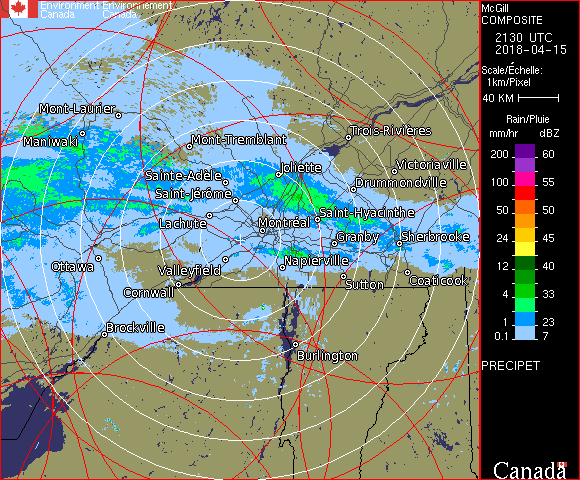 Environment Environnement
Canada Canada
McGill
COMPOSITE
2130 UTC
2018-04-15
Scale/Échelle:
1km/Pixel
40 KM
Rain/Pluie
mm/hr dBZ
200 60
150 57
100 55
50 50
24 45
12 40
4 33
1 23
0.1 7
PRECIPET
Canada
Mont-Laurier
Maniwaki
Mont-Tremblant
Trois-Rivières
Joliette
Victoriaville
Sainte-Adèle
Drummondville
Saint-Jérôme
Saint-Hyacinthe
Lachute
Montréal
Granby
Sherbrooke
Ottawa
Valleyfield
Napierville
Coaticook
Sutton
Cornwall
Brockville
Burlington